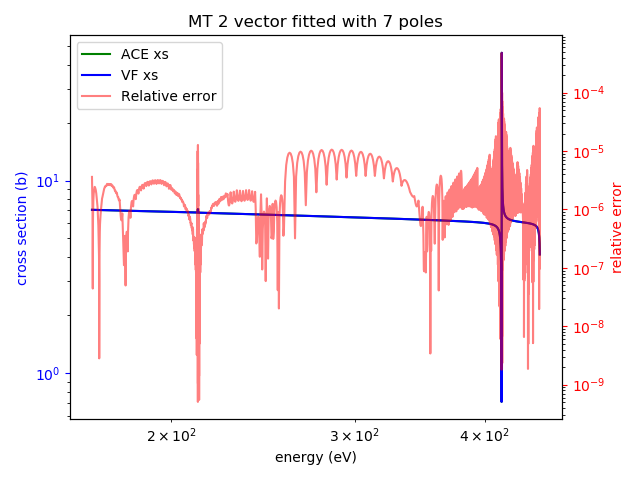 MT 2 vector fitted with 7 poles
ACE xs
VF xs
Relative error
cross section (b)
10¹
10⁰
10⁻⁴
10⁻⁵
10⁻⁶
10⁻⁷
10⁻⁸
10⁻⁹
relative error
2 × 10² 3 × 10² 4 × 10²
energy (eV)